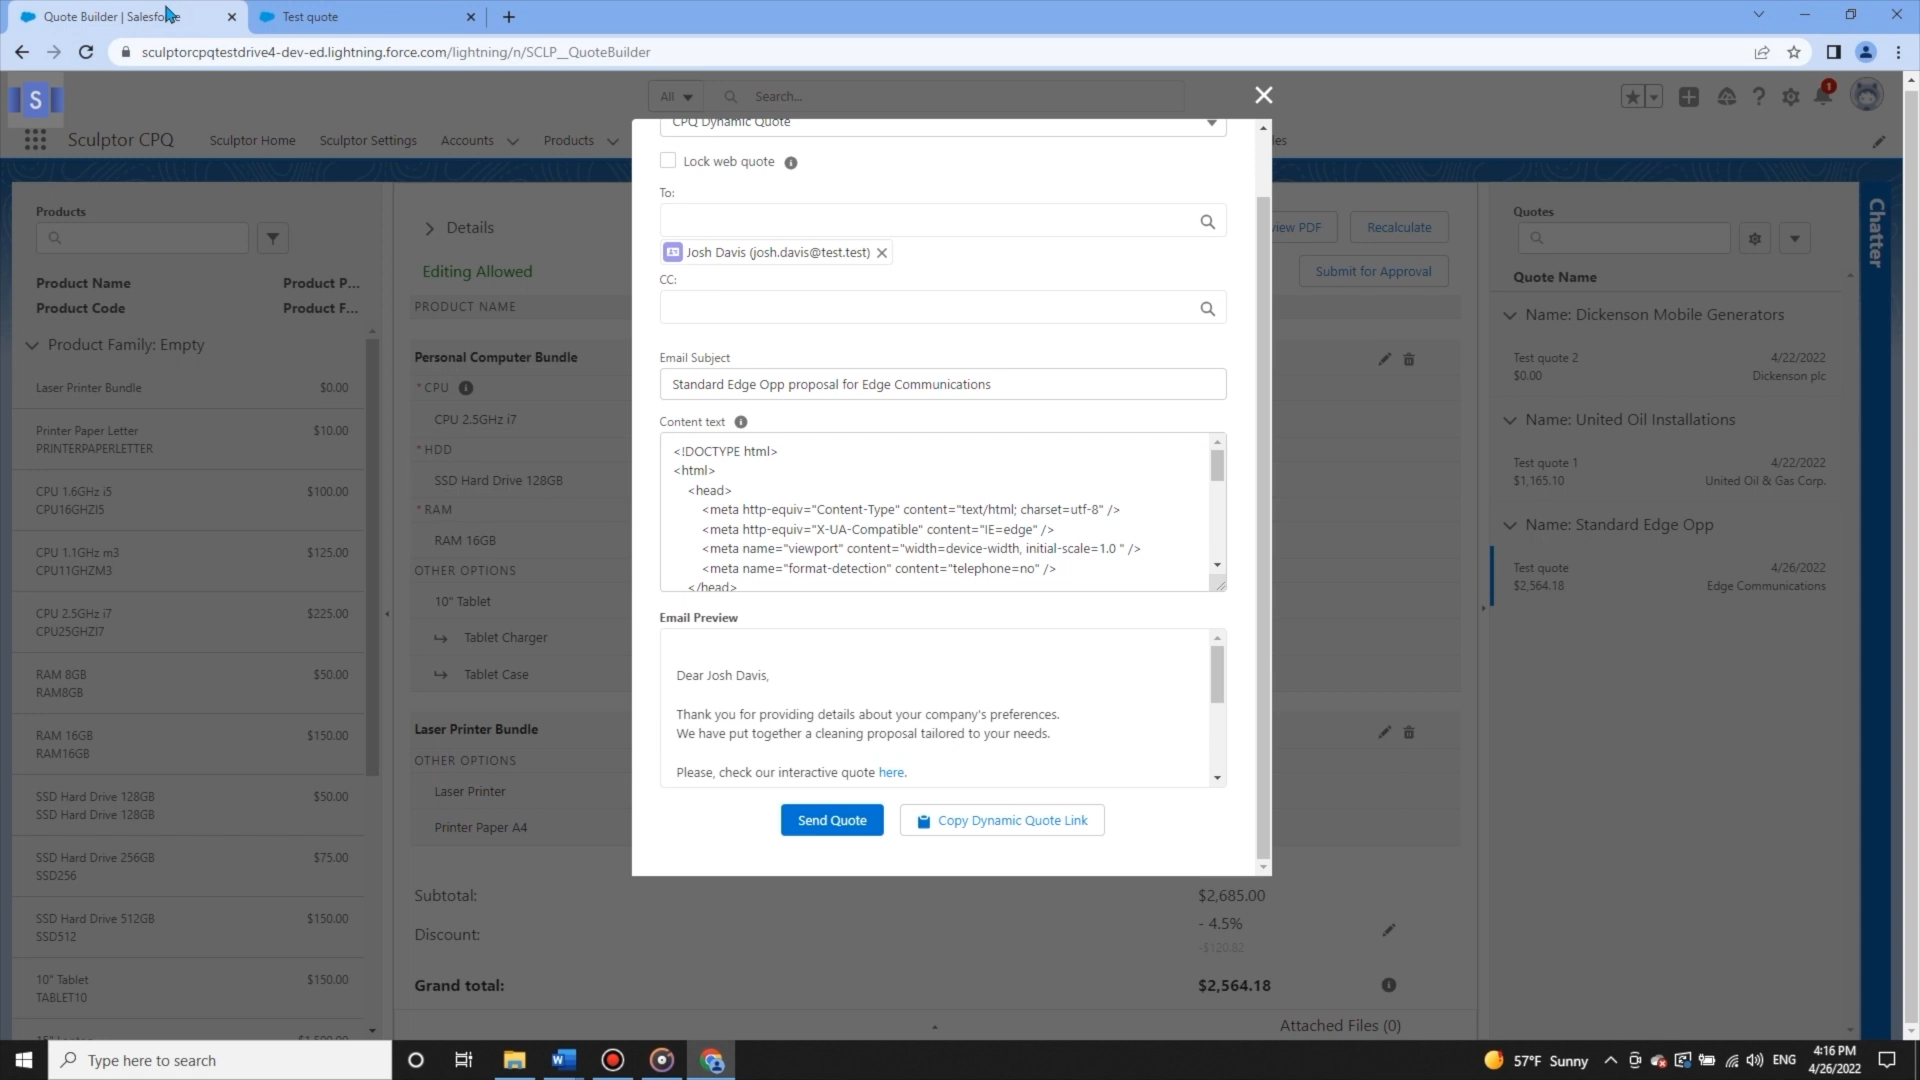 Quote Builder | Salesforce
Test quote
sculptorcpqtestdrive4-dev-ed.lightning.force.com/lightning/n/SCLP__QuoteBuilder
S
All
Search...
1
Sculptor CPQ
Sculptor Home
Sculptor Settings
Accounts
Products
Products
Product Name
Product P...
Product Code
Product F...
Product Family: Empty
Laser Printer Bundle
$0.00
Printer Paper Letter
$10.00
PRINTERPAPERLETTER
CPU 1.6GHz i5
$100.00
CPU16GHZI5
CPU 1.1GHz m3
$125.00
CPU11GHZM3
CPU 2.5GHz i7
$225.00
CPU25GHZI7
RAM 8GB
$50.00
RAM8GB
RAM 16GB
$150.00
RAM16GB
SSD Hard Drive 128GB
$50.00
SSD Hard Drive 128GB
SSD Hard Drive 256GB
$75.00
SSD256
SSD Hard Drive 512GB
$150.00
SSD512
10" Tablet
$150.00
TABLET10
Details
Editing Allowed
PRODUCT NAME
Personal Computer Bundle
* CPU
CPU 2.5GHz i7
* HDD
SSD Hard Drive 128GB
* RAM
RAM 16GB
OTHER OPTIONS
10" Tablet
Tablet Charger
Tablet Case
Laser Printer Bundle
OTHER OPTIONS
Laser Printer
Printer Paper A4
Subtotal:
$2,685.00
Discount:
- 4.5%
-$120.82
Grand total:
$2,564.18
Attached Files (0)
CPQ Dynamic Quote
Lock web quote
To:
Josh Davis (josh.davis@test.test)
CC:
Email Subject
Standard Edge Opp proposal for Edge Communications
Content text
<!DOCTYPE html>
<html>
<head>
<meta http-equiv="Content-Type" content="text/html; charset=utf-8" />
<meta http-equiv="X-UA-Compatible" content="IE=edge" />
<meta name="viewport" content="width=device-width, initial-scale=1.0 " />
<meta name="format-detection" content="telephone=no" />
</head>
Email Preview
Dear Josh Davis,
Thank you for providing details about your company's preferences.
We have put together a cleaning proposal tailored to your needs.
Please, check our interactive quote here.
Send Quote
Copy Dynamic Quote Link
iew PDF
Recalculate
Submit for Approval
Quotes
Quote Name
Name: Dickenson Mobile Generators
Test quote 2
4/22/2022
$0.00
Dickenson plc
Name: United Oil Installations
Test quote 1
4/22/2022
$1,165.10
United Oil & Gas Corp.
Name: Standard Edge Opp
Test quote
4/26/2022
$2,564.18
Edge Communications
Chatter
Type here to search
57°F Sunny
ENG
4:16 PM
4/26/2022